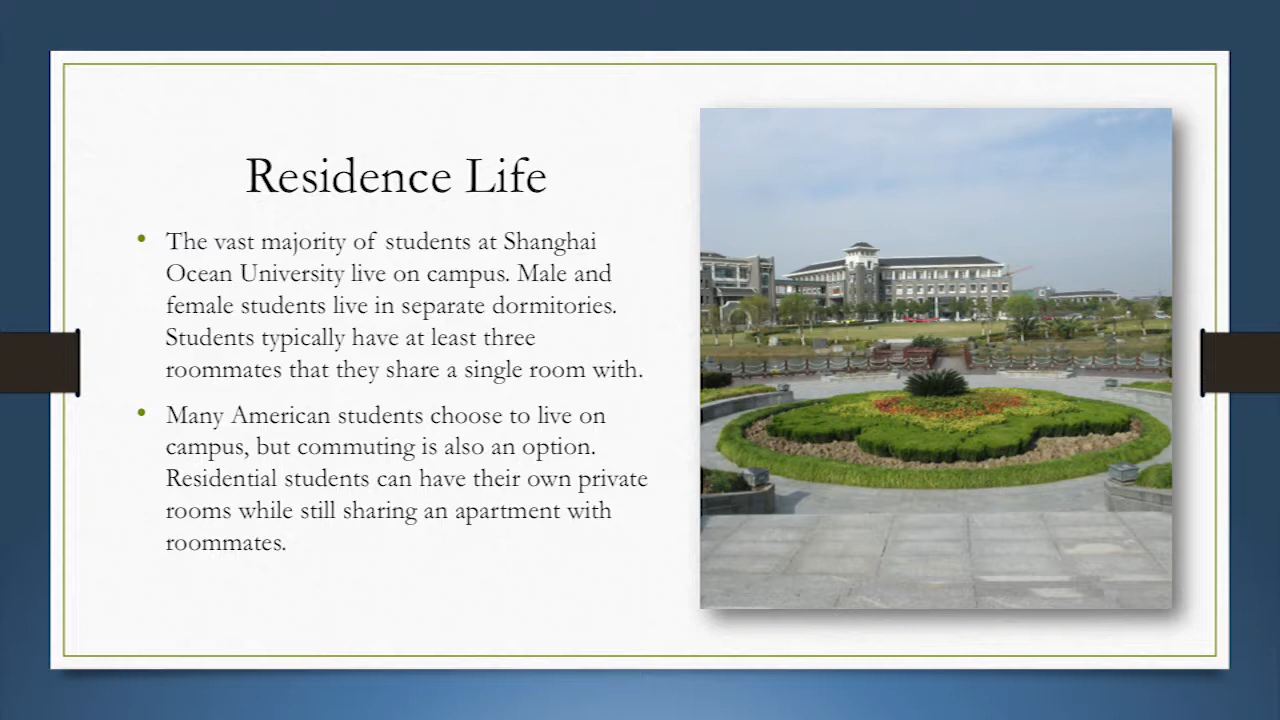 Residence Life
• The vast majority of students at Shanghai
Ocean University live on campus. Male and
female students live in separate dormitories.
Students typically have at least three
roommates that they share a single room with.
• Many American students choose to live on
campus, but commuting is also an option.
Residential students can have their own private
rooms while still sharing an apartment with
roommates.